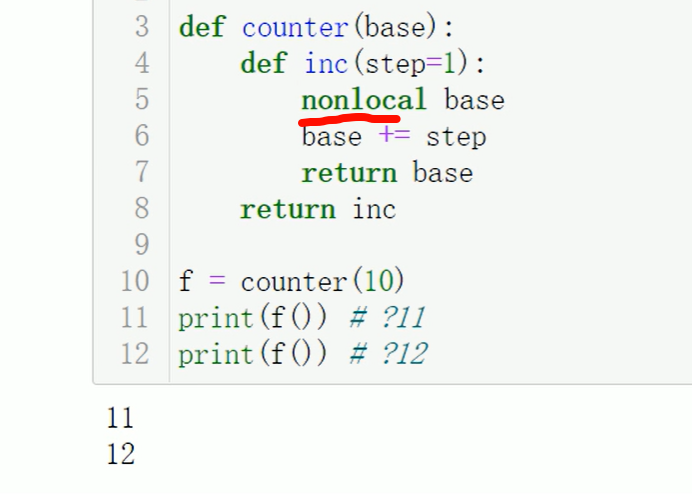 3 def counter(base):
4     def inc(step=1):
5         nonlocal base
6         base += step
7         return base
8     return inc
9
10 f = counter(10)
11 print(f()) # ?11
12 print(f()) # ?12
11
12